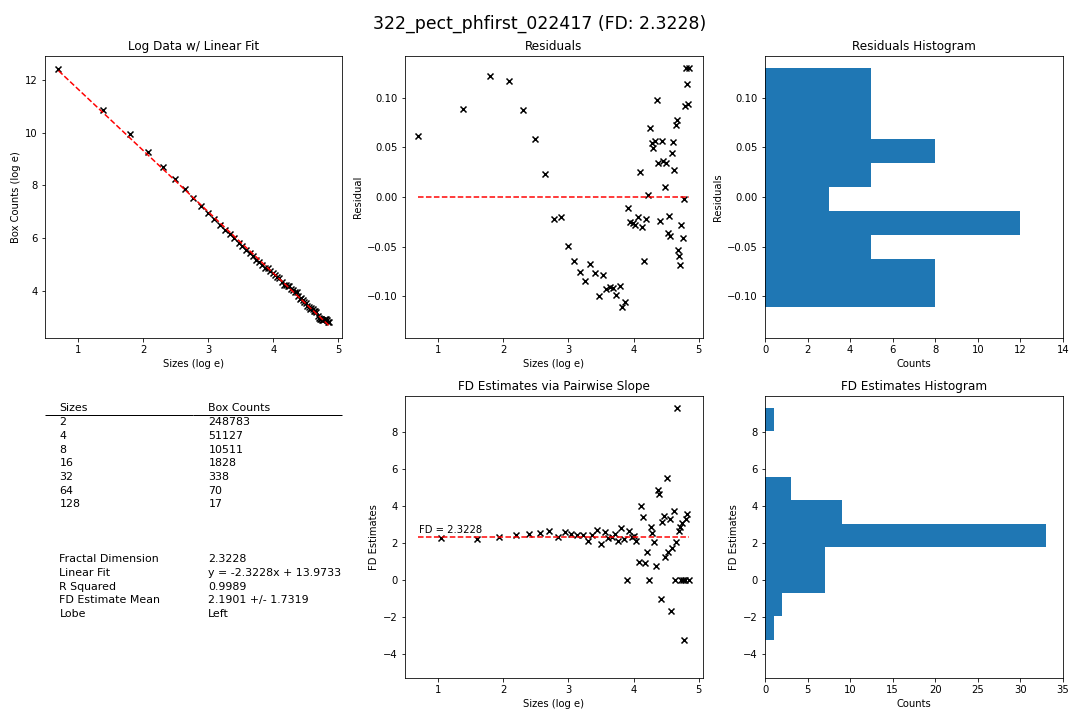 322_pect_phfirst_022417 (FD: 2.3228)
Log Data w/ Linear Fit
Box Counts (log e)
12
10
8
6
4
1 2 3 4 5
Sizes (log e)
Residuals
Residual
0.10
0.05
0.00
−0.05
−0.10
1 2 3 4 5
Sizes (log e)
Residuals Histogram
Residuals
0.10
0.05
0.00
−0.05
−0.10
0 2 4 6 8 10 12 14
Counts
Sizes Box Counts
2 248783
4 51127
8 10511
16 1828
32 338
64 70
128 17
Fractal Dimension 2.3228
Linear Fit y = -2.3228x + 13.9733
R Squared 0.9989
FD Estimate Mean 2.1901 +/- 1.7319
Lobe Left
FD Estimates via Pairwise Slope
FD Estimates
8
6
4
2
0
−2
−4
FD = 2.3228
1 2 3 4 5
Sizes (log e)
FD Estimates Histogram
FD Estimates
8
6
4
2
0
−2
−4
0 5 10 15 20 25 30 35
Counts